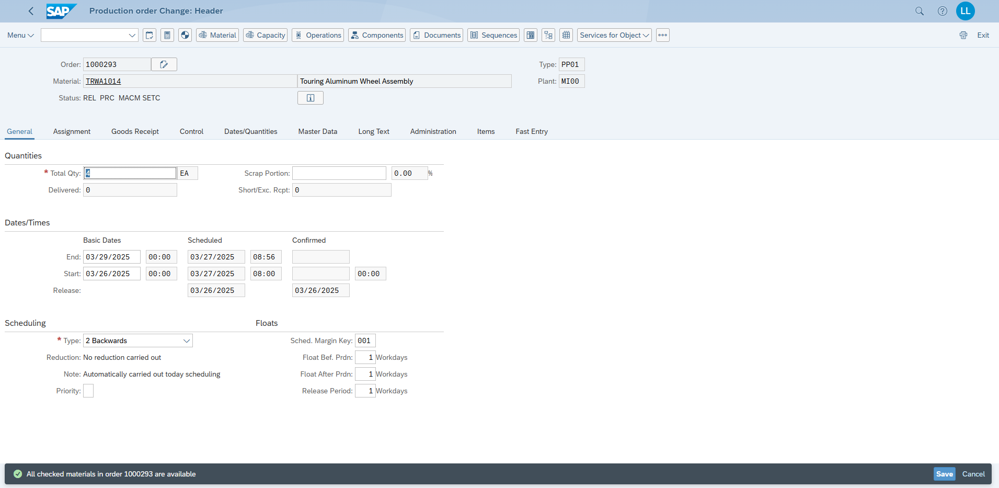 SAP Production order Change: Header LL
Menu Material Capacity Operations Components Documents Sequences Services for Object Exit
Order: 1000293 Type: PP01
Material: TRWA1014 Touring Aluminum Wheel Assembly Plant: MI00
Status: REL PRC MACM SETC
General Assignment Goods Receipt Control Dates/Quantities Master Data Long Text Administration Items Fast Entry
Quantities
* Total Qty: 4 EA Scrap Portion: 0.00 %
Delivered: 0 Short/Exc. Rcpt: 0
Dates/Times
Basic Dates Scheduled Confirmed
End: 03/29/2025 00:00 03/27/2025 08:56
Start: 03/26/2025 00:00 03/27/2025 08:00 00:00
Release: 03/26/2025 03/26/2025
Scheduling Floats
* Type: 2 Backwards Sched. Margin Key: 001
Reduction: No reduction carried out Float Bef. Prdn: 1 Workdays
Note: Automatically carried out today scheduling Float After Prdn: 1 Workdays
Priority: Release Period: 1 Workdays
All checked materials in order 1000293 are available Save Cancel